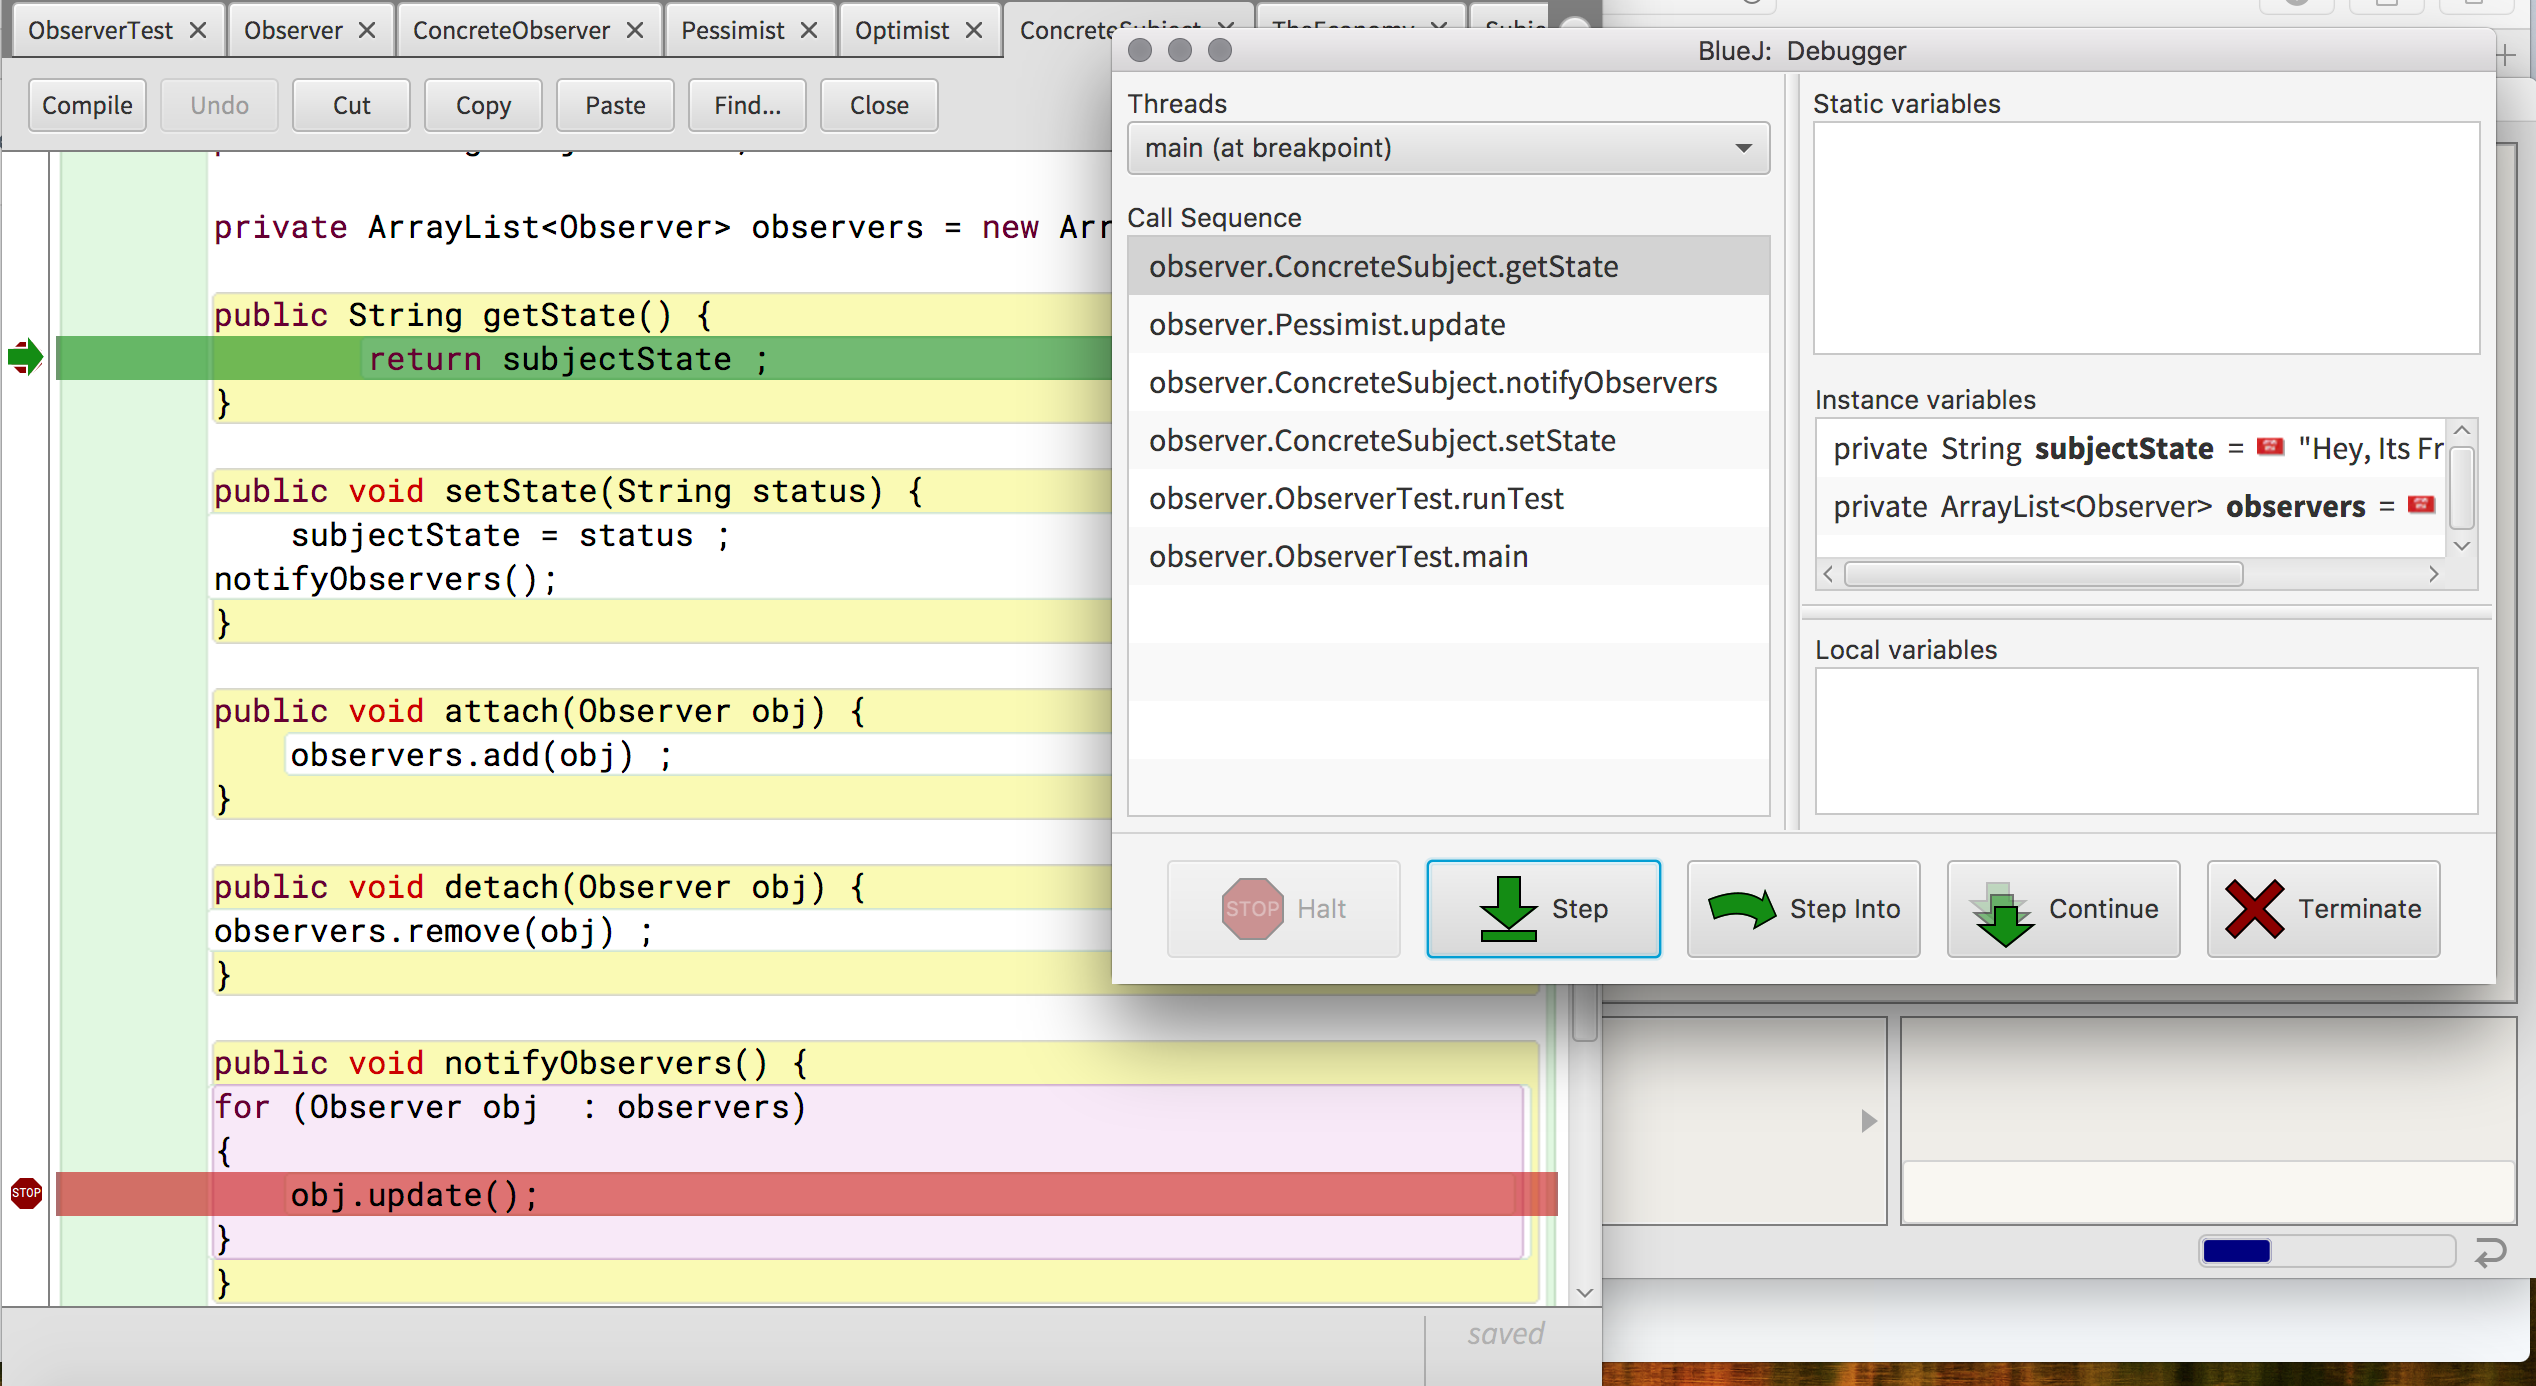 ObserverTest
Observer
ConcreteObserver
Pessimist
Optimist
Compile
Undo
Cut
Copy
Paste
Find...
Close
private ArrayList<Observer> observers = new Arr
public String getState() {
return subjectState ;
}
public void setState(String status) {
subjectState = status ;
notifyObservers();
}
public void attach(Observer obj) {
observers.add(obj) ;
}
public void detach(Observer obj) {
observers.remove(obj) ;
}
public void notifyObservers() {
for (Observer obj  : observers)
{
STOP
obj.update();
}
}
saved
BlueJ:  Debugger
Threads
main (at breakpoint)
Call Sequence
observer.ConcreteSubject.getState
observer.Pessimist.update
observer.ConcreteSubject.notifyObservers
observer.ConcreteSubject.setState
observer.ObserverTest.runTest
observer.ObserverTest.main
Static variables
Instance variables
private String subjectState = "Hey, Its Fr
private ArrayList<Observer> observers =
Local variables
STOP Halt
Step
Step Into
Continue
Terminate